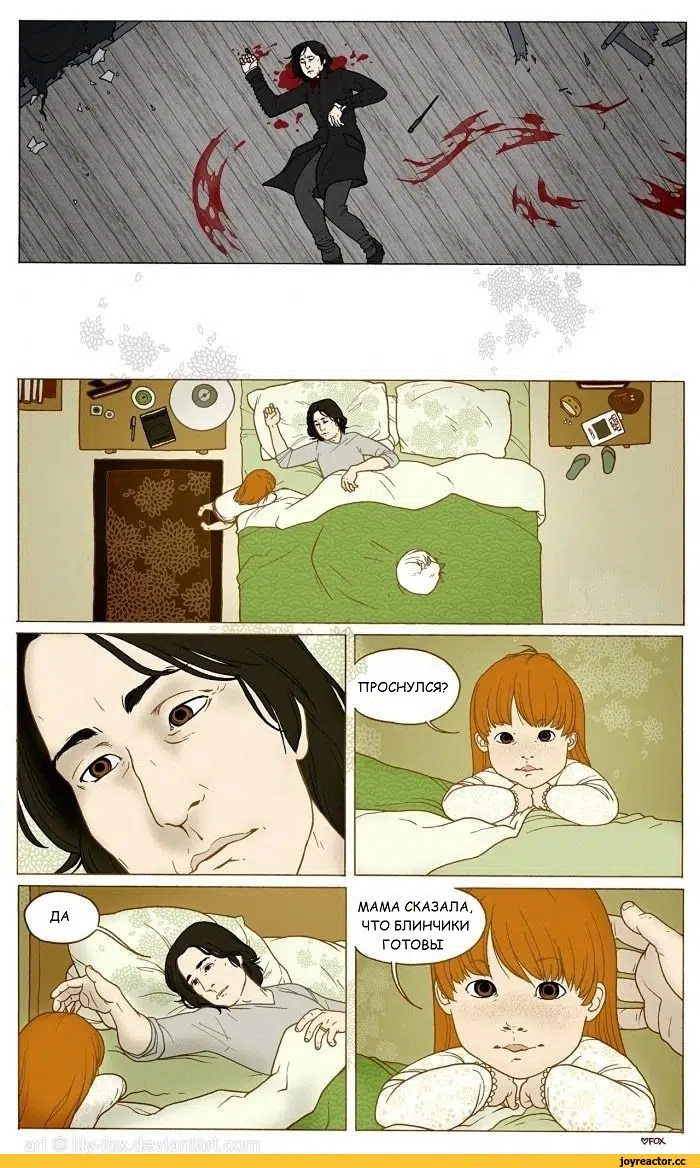 ПРОСНУЛСЯ?
ДА
МАМА СКАЗАЛА,
ЧТО БЛИНЧИКИ
ГОТОВЫ
art © lily-fox.deviantart.com
♡FOX
joyreactor.cc